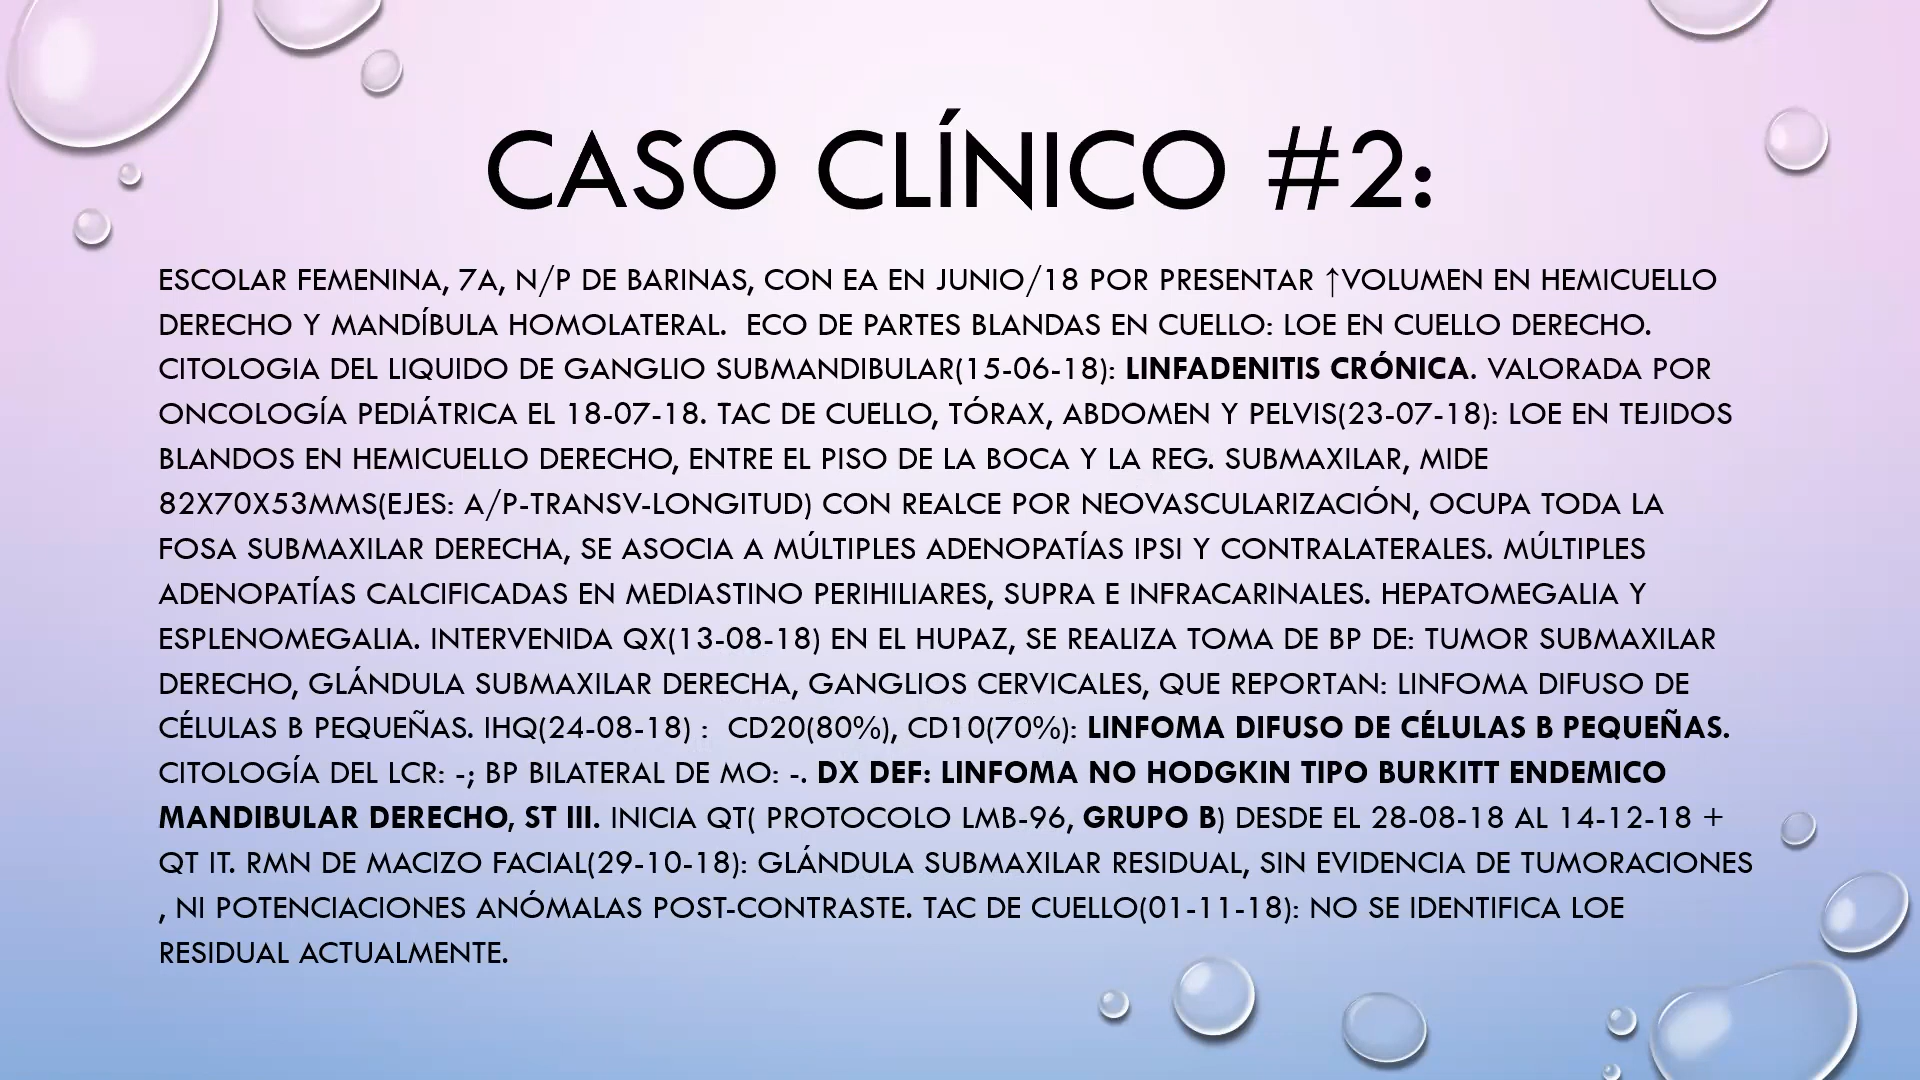 CASO CLÍNICO #2:
ESCOLAR FEMENINA, 7A, N/P DE BARINAS, CON EA EN JUNIO/18 POR PRESENTAR ↑VOLUMEN EN HEMICUELLO
DERECHO Y MANDÍBULA HOMOLATERAL.  ECO DE PARTES BLANDAS EN CUELLO: LOE EN CUELLO DERECHO.
CITOLOGIA DEL LIQUIDO DE GANGLIO SUBMANDIBULAR(15-06-18): LINFADENITIS CRÓNICA. VALORADA POR
ONCOLOGÍA PEDIÁTRICA EL 18-07-18. TAC DE CUELLO, TÓRAX, ABDOMEN Y PELVIS(23-07-18): LOE EN TEJIDOS
BLANDOS EN HEMICUELLO DERECHO, ENTRE EL PISO DE LA BOCA Y LA REG. SUBMAXILAR, MIDE
82X70X53MMS(EJES: A/P-TRANSV-LONGITUD) CON REALCE POR NEOVASCULARIZACIÓN, OCUPA TODA LA
FOSA SUBMAXILAR DERECHA, SE ASOCIA A MÚLTIPLES ADENOPATÍAS IPSI Y CONTRALATERALES. MÚLTIPLES
ADENOPATÍAS CALCIFICADAS EN MEDIASTINO PERIHILIARES, SUPRA E INFRACARINALES. HEPATOMEGALIA Y
ESPLENOMEGALIA. INTERVENIDA QX(13-08-18) EN EL HUPAZ, SE REALIZA TOMA DE BP DE: TUMOR SUBMAXILAR
DERECHO, GLÁNDULA SUBMAXILAR DERECHA, GANGLIOS CERVICALES, QUE REPORTAN: LINFOMA DIFUSO DE
CÉLULAS B PEQUEÑAS. IHQ(24-08-18) :  CD20(80%), CD10(70%): LINFOMA DIFUSO DE CÉLULAS B PEQUEÑAS.
CITOLOGÍA DEL LCR: -; BP BILATERAL DE MO: -. DX DEF: LINFOMA NO HODGKIN TIPO BURKITT ENDEMICO
MANDIBULAR DERECHO, ST III. INICIA QT( PROTOCOLO LMB-96, GRUPO B) DESDE EL 28-08-18 AL 14-12-18 +
QT IT. RMN DE MACIZO FACIAL(29-10-18): GLÁNDULA SUBMAXILAR RESIDUAL, SIN EVIDENCIA DE TUMORACIONES
, NI POTENCIACIONES ANÓMALAS POST-CONTRASTE. TAC DE CUELLO(01-11-18): NO SE IDENTIFICA LOE
RESIDUAL ACTUALMENTE.